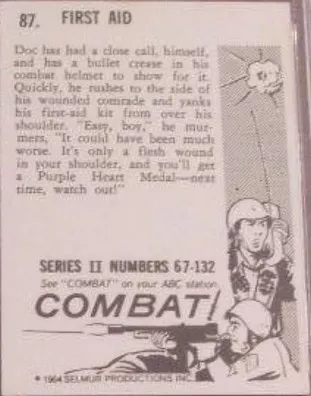 87. FIRST AID
Doc has had a close call, himself,
and has a bullet crease in his
combat helmet to show for it.
Quickly, he rushes to the side of
his wounded comrade and yanks
his first-aid kit from over his
shoulder. "Easy, boy," he mur-
mers, "It could have been much
worse. It's only a flesh wound
in your shoulder, and you'll get
a Purple Heart Medal—next
time, watch out!"
SERIES II NUMBERS 67-132
See "COMBAT" on your ABC station
COMBAT!
© 1964 SELMUR PRODUCTIONS INC.